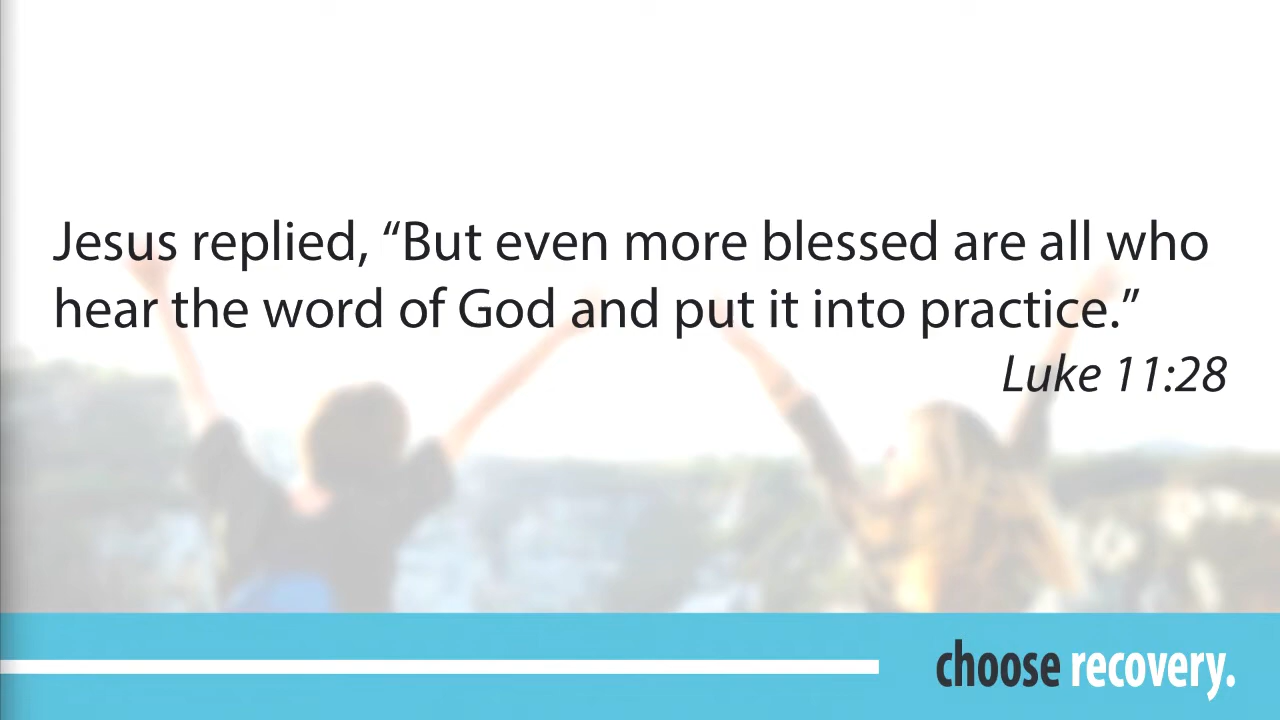 Jesus replied, “But even more blessed are all who
hear the word of God and put it into practice.”
Luke 11:28
choose recovery.